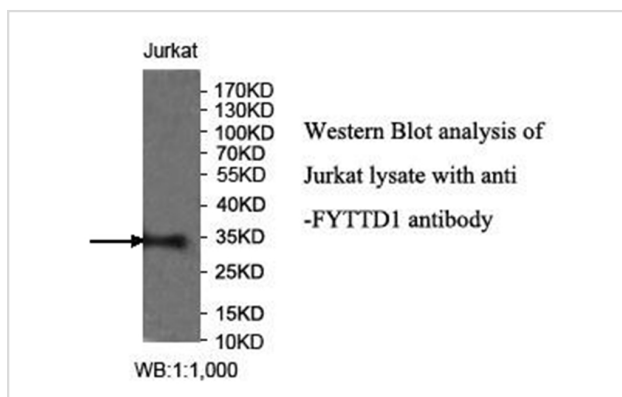 Jurkat
170KD
130KD
100KD
70KD
55KD
40KD
35KD
25KD
15KD
10KD
WB:1:1,000
Western Blot analysis of
Jurkat lysate with anti
-FYTTD1 antibody